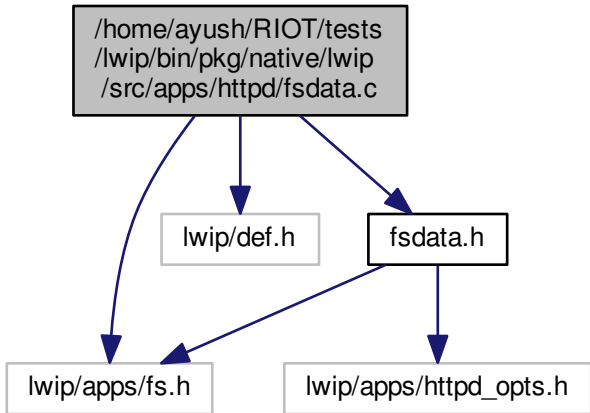 /home/ayush/RIOT/tests
/lwip/bin/pkg/native/lwip
/src/apps/httpd/fsdata.c
lwip/def.h
fsdata.h
lwip/apps/fs.h
lwip/apps/httpd_opts.h